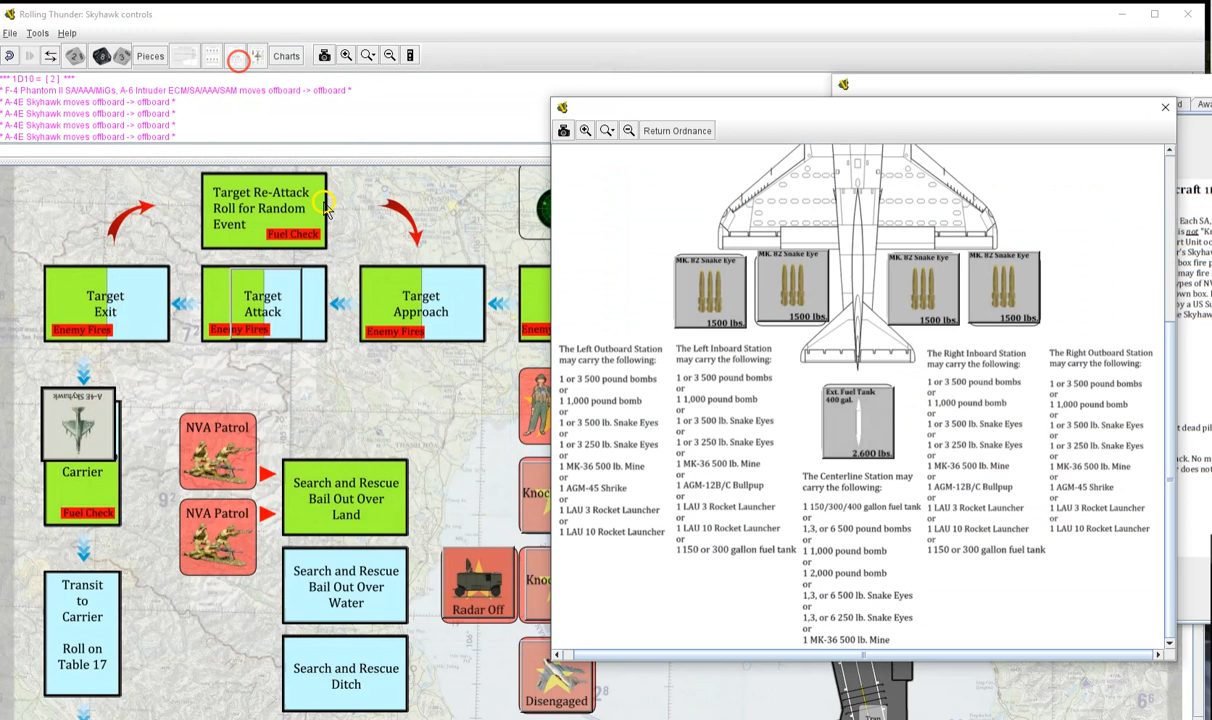 Rolling Thunder: Skyhawk controls
File Tools Help
Pieces
Charts
*** 1D10 = [ 2 ] ***
* F-4 Phantom II SA/AAA/MiGs, A-6 Intruder ECM/SA/AAA/SAM moves offboard -> offboard *
* A-4E Skyhawk moves offboard -> offboard *
* A-4E Skyhawk moves offboard -> offboard *
* A-4E Skyhawk moves offboard -> offboard *
* A-4E Skyhawk moves offboard -> offboard *
Target Re-Attack
Roll for Random
Event
Fuel Check
Target
Exit
Enemy Fires
Target
Attack
Enemy Fires
Target
Approach
Enemy Fires
A-4E Skyhawk
Carrier
Fuel Check
Transit
to
Carrier
Roll on
Table 17
NVA Patrol
NVA Patrol
Search and Rescue
Bail Out Over
Land
Search and Rescue
Bail Out Over
Water
Search and Rescue
Ditch
Radar Off
Disengaged
Return Ordnance
MK. 82 Snake Eye
1500 lbs.
MK. 82 Snake Eye
1500 lbs.
MK. 82 Snake Eye
1500 lbs.
MK. 82 Snake Eye
1500 lbs.
Ext. Fuel Tank
400 gal.
2,600 lbs.
The Left Outboard Station
may carry the following:
1 or 3 500 pound bombs
or
1 1,000 pound bomb
or
1 or 3 500 lb. Snake Eyes
or
1 or 3 250 lb. Snake Eyes
or
1 MK-36 500 lb. Mine
or
1 AGM-45 Shrike
or
1 LAU 3 Rocket Launcher
or
1 LAU 10 Rocket Launcher
The Left Inboard Station
may carry the following:
1 or 3 500 pound bombs
or
1 1,000 pound bomb
or
1 or 3 500 lb. Snake Eyes
or
1 or 3 250 lb. Snake Eyes
or
1 MK-36 500 lb. Mine
or
1 AGM-12B/C Bullpup
or
1 LAU 3 Rocket Launcher
or
1 LAU 10 Rocket Launcher
or
1 150 or 300 gallon fuel tank
The Centerline Station may
carry the following:
1 150/300/400 gallon fuel tank
or
1,3, or 6 500 pound bombs
or
1 1,000 pound bomb
or
1 2,000 pound bomb
or
1,3, or 6 500 lb. Snake Eyes
or
1,3, or 6 250 lb. Snake Eyes
or
1 MK-36 500 lb. Mine
The Right Inboard Station
may carry the following:
1 or 3 500 pound bombs
or
1 1,000 pound bomb
or
1 or 3 500 lb. Snake Eyes
or
1 or 3 250 lb. Snake Eyes
or
1 MK-36 500 lb. Mine
or
1 AGM-12B/C Bullpup
or
1 LAU 3 Rocket Launcher
or
1 LAU 10 Rocket Launcher
or
1 150 or 300 gallon fuel tank
The Right Outboard Station
may carry the following:
1 or 3 500 pound bombs
or
1 1,000 pound bomb
or
1 or 3 500 lb. Snake Eyes
or
1 or 3 250 lb. Snake Eyes
or
1 MK-36 500 lb. Mine
or
1 AGM-45 Shrike
or
1 LAU 3 Rocket Launcher
or
1 LAU 10 Rocket Launcher